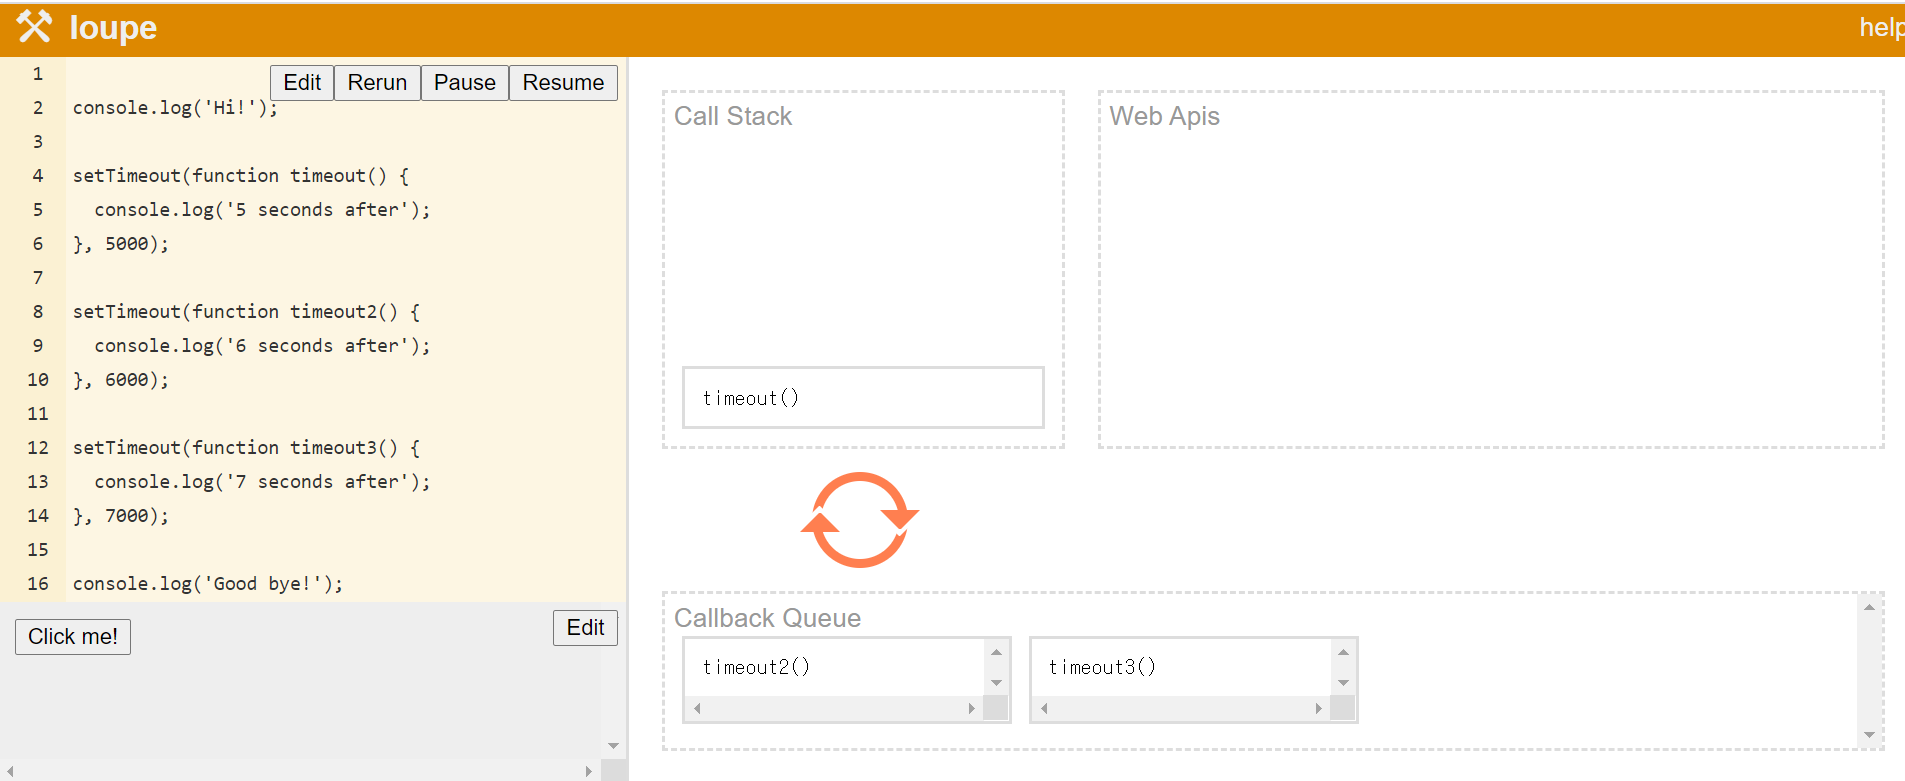 loupe
help
Edit Rerun Pause Resume
1
2 console.log('Hi!');
3
4 setTimeout(function timeout() {
5 console.log('5 seconds after');
6 }, 5000);
7
8 setTimeout(function timeout2() {
9 console.log('6 seconds after');
10 }, 6000);
11
12 setTimeout(function timeout3() {
13 console.log('7 seconds after');
14 }, 7000);
15
16 console.log('Good bye!');
Click me!
Edit
Call Stack
timeout()
Web Apis
Callback Queue
timeout2()
timeout3()